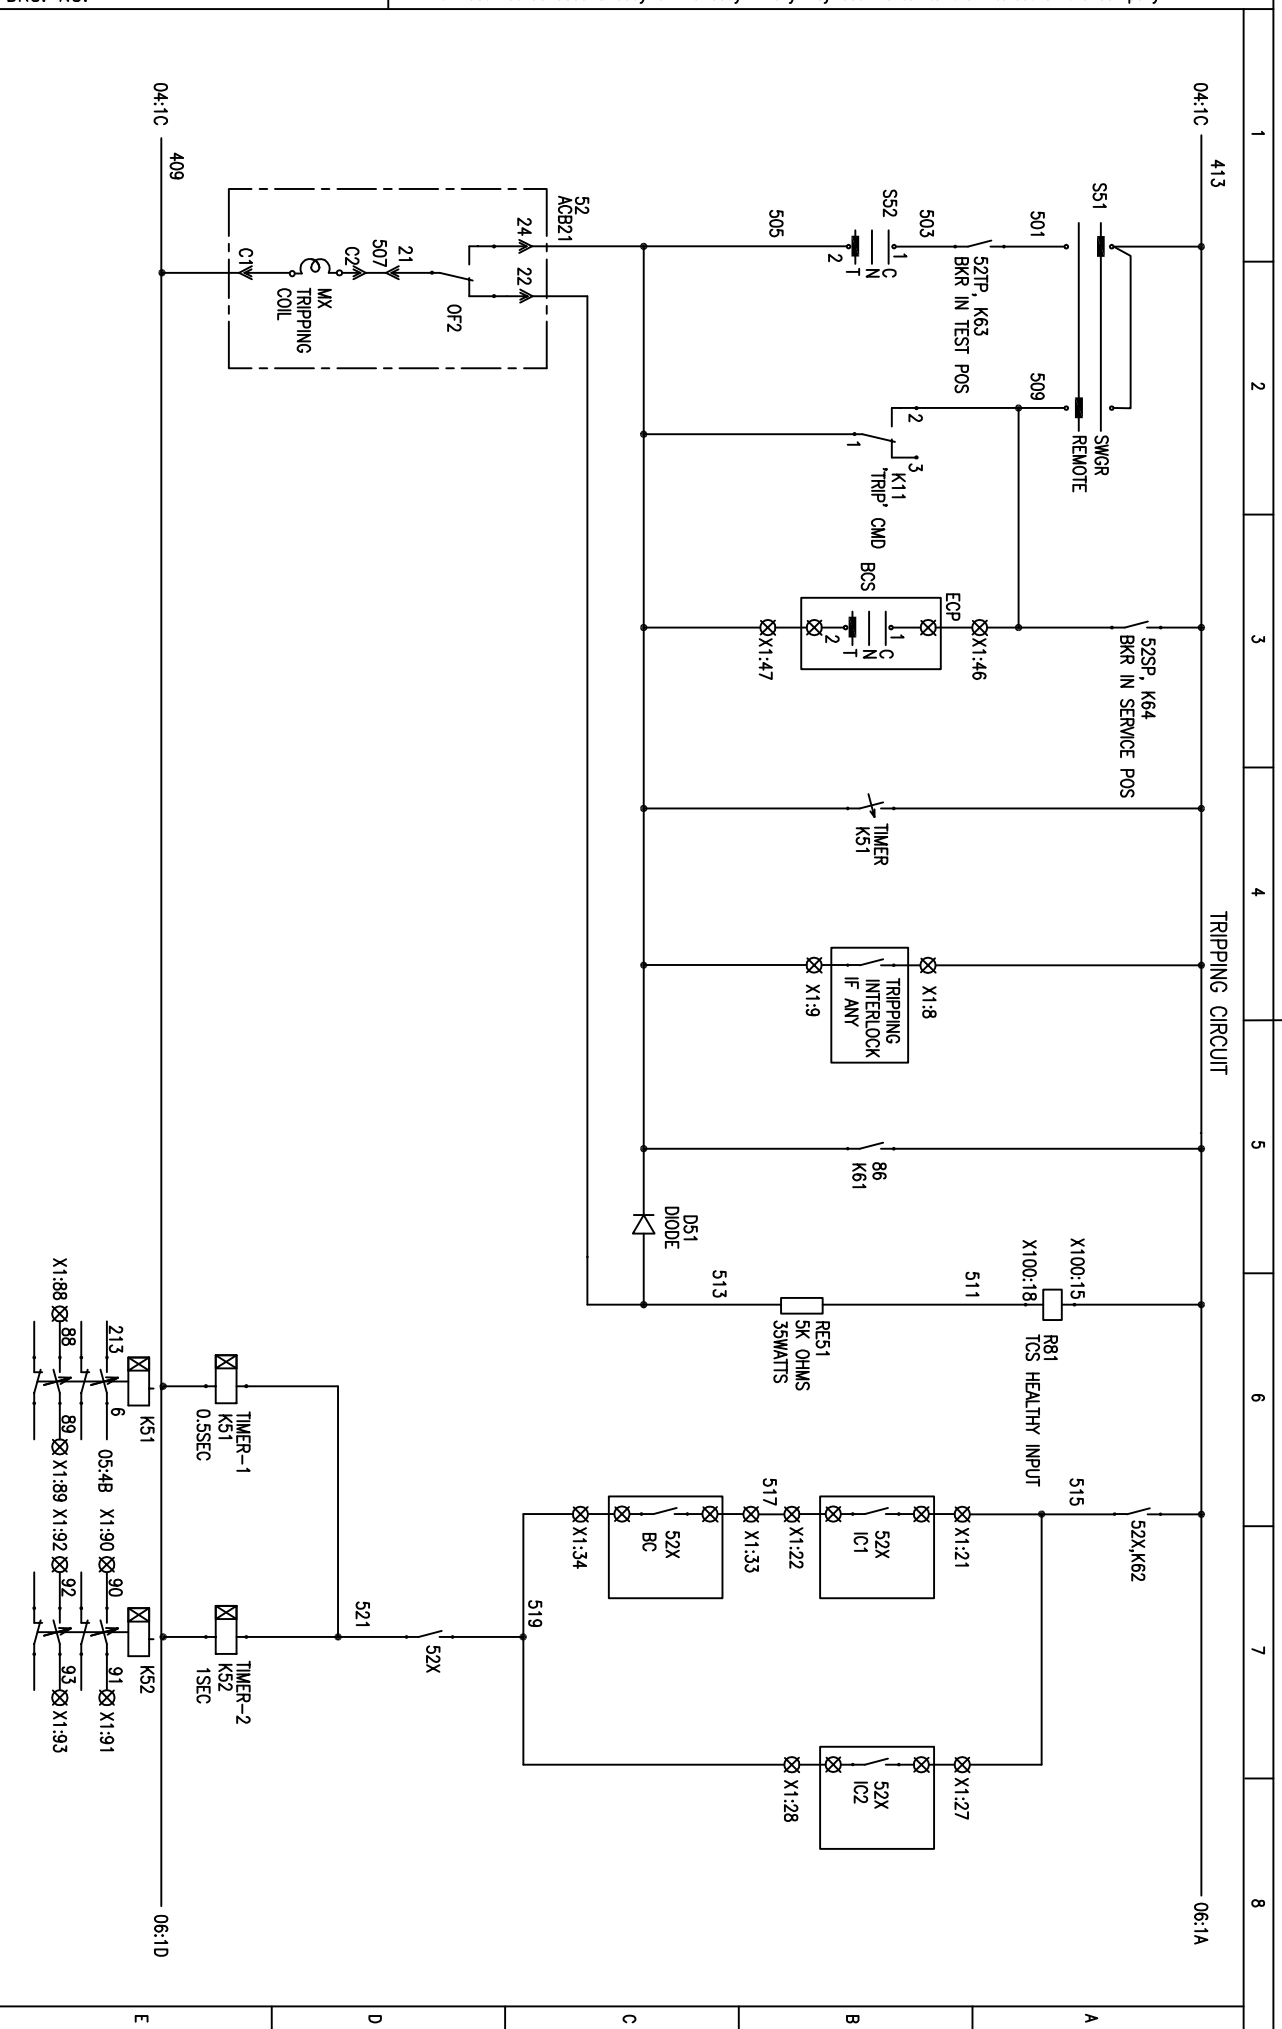 1
2
3
4
5
6
7
8
A
B
C
D
E
TRIPPING CIRCUIT
04:1C
413
06:1A
S51
SWGR
REMOTE
501
509
52TP, K63
BKR IN TEST POS
503
S52
1
C
N
T
2
505
52SP, K64
BKR IN SERVICE POS
2
3
1
K11
'TRIP' CMD
X1:46
ECP
BCS
1
C
N
T
2
X1:47
TIMER
K51
X1:8
TRIPPING
INTERLOCK
IF ANY
X1:9
86
K61
D51
DIODE
X100:15
X100:18
R81
TCS HEALTHY INPUT
511
RE51
5K OHMS
35WATTS
513
52X,K62
515
X1:21
52X
IC1
X1:22
517
X1:33
52X
BC
X1:34
X1:27
52X
IC2
X1:28
519
52X
521
52
ACB21
24
22
OF2
21
507
C2
MX
TRIPPING
COIL
C1
TIMER-1
K51
0.5SEC
TIMER-2
K52
1SEC
04:1C
409
06:1D
K51
213
6
05:4B
X1:88
88
89
X1:89
K52
X1:90
90
91
X1:91
X1:92
92
93
X1:93